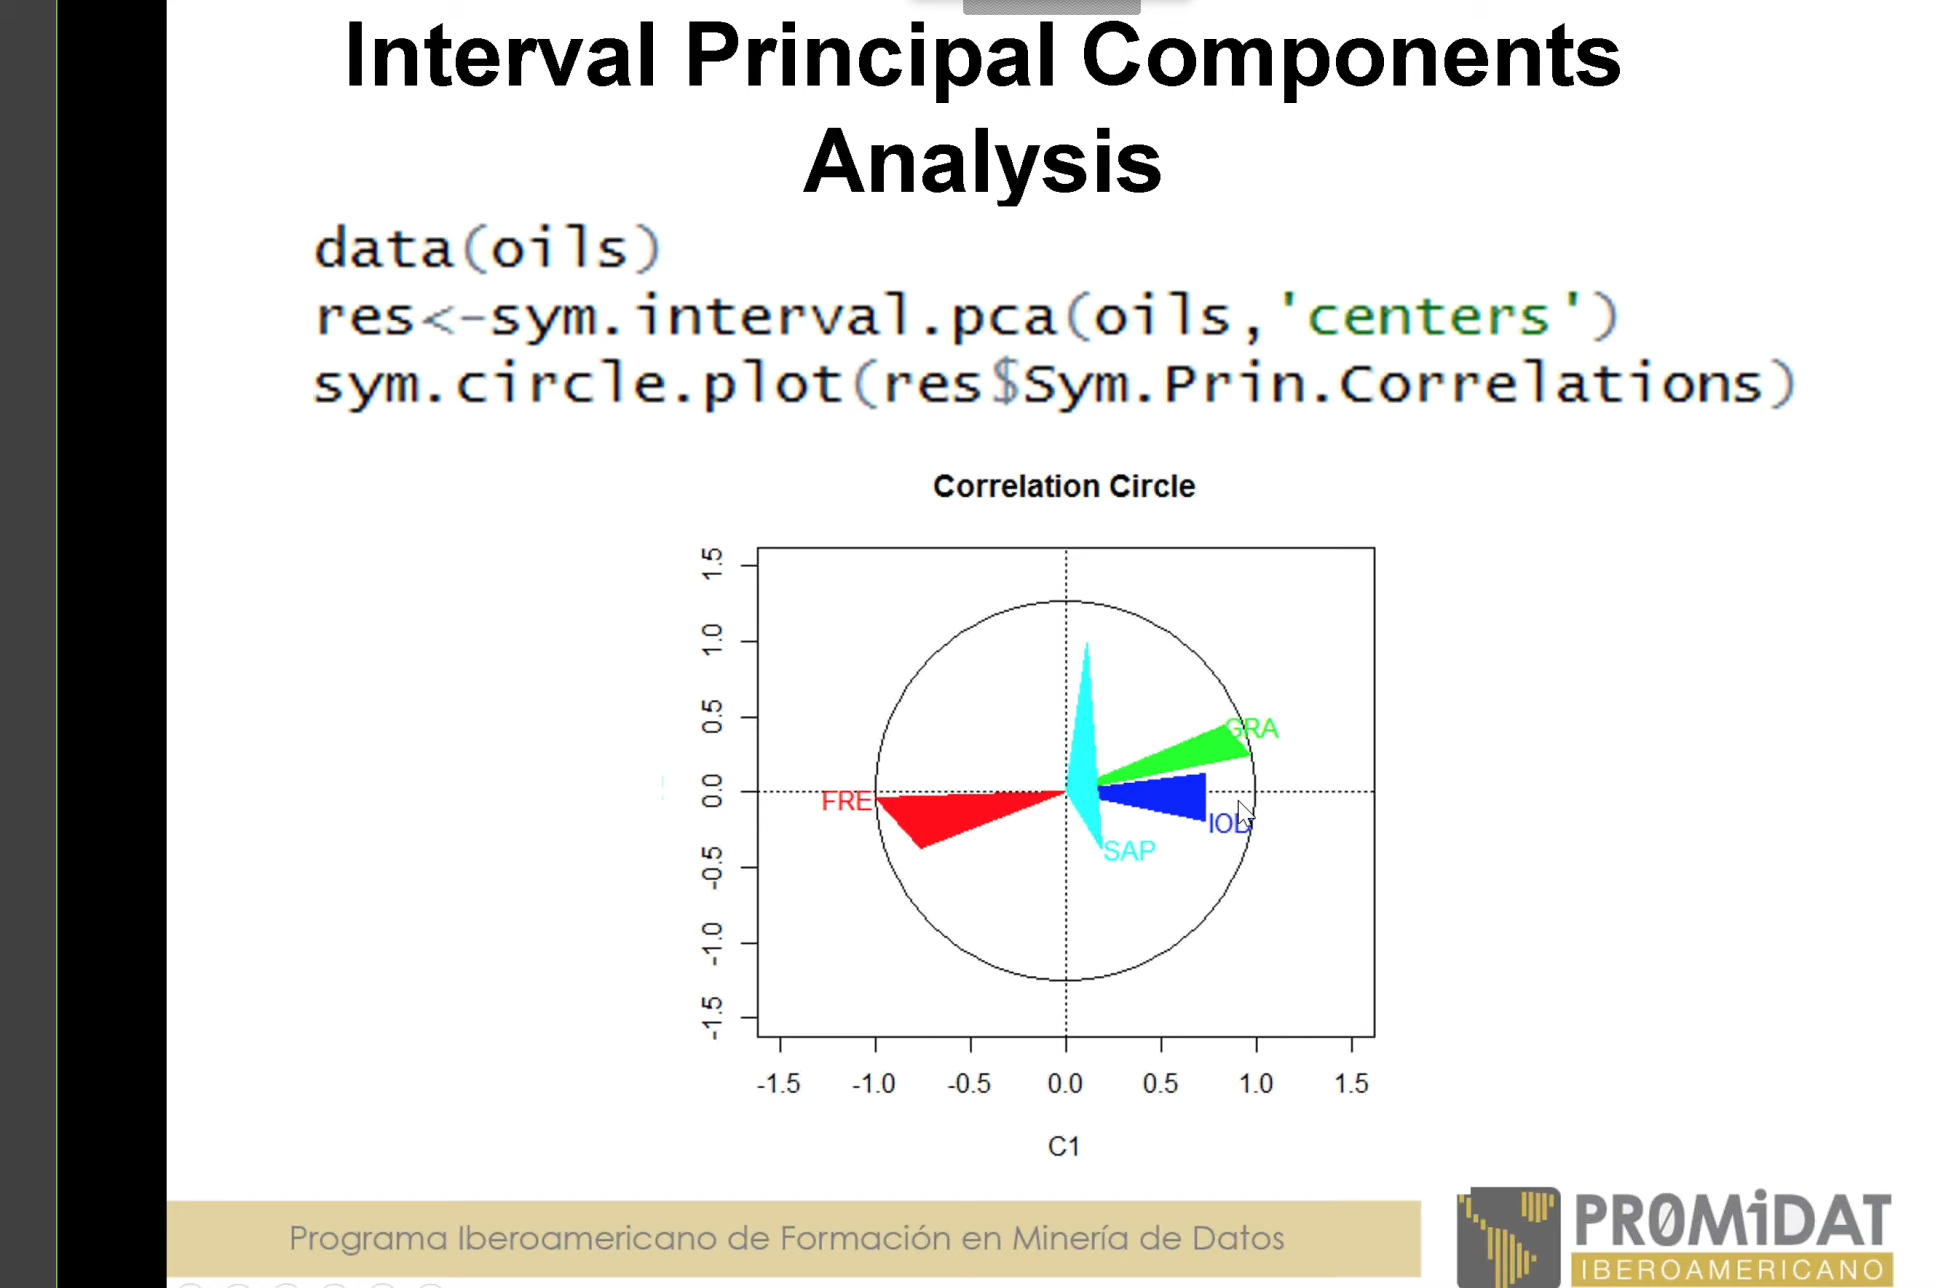 Interval Principal Components
Analysis
data(oils)
res<-sym.interval.pca(oils,'centers')
sym.circle.plot(res$Sym.Prin.Correlations)
Correlation Circle
1.5
1.0
0.5
0.0
-0.5
-1.0
-1.5
GRA
FRE
IOD
SAP
-1.5 -1.0 -0.5 0.0 0.5 1.0 1.5
C1
Programa Iberoamericano de Formación en Minería de Datos
PR0MiDAT
IBEROAMERICANO